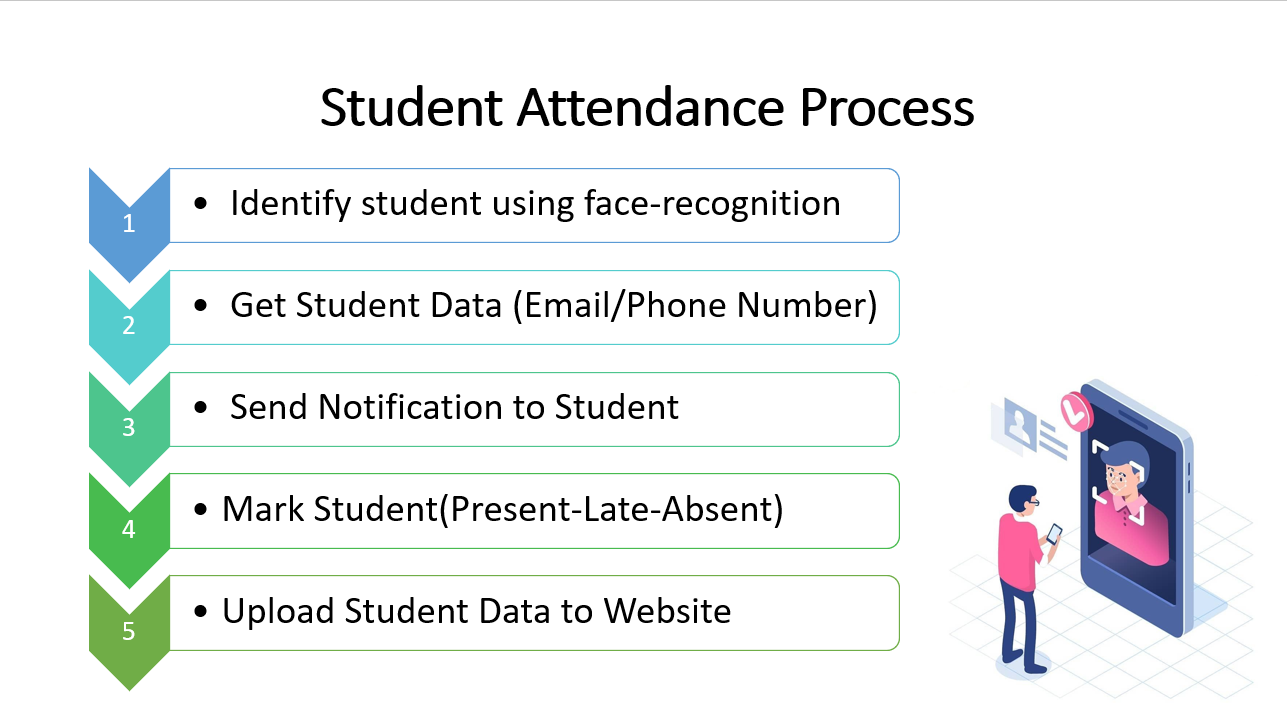 Student Attendance Process
1
• Identify student using face-recognition
2
• Get Student Data (Email/Phone Number)
3
• Send Notification to Student
4
• Mark Student(Present-Late-Absent)
5
• Upload Student Data to Website